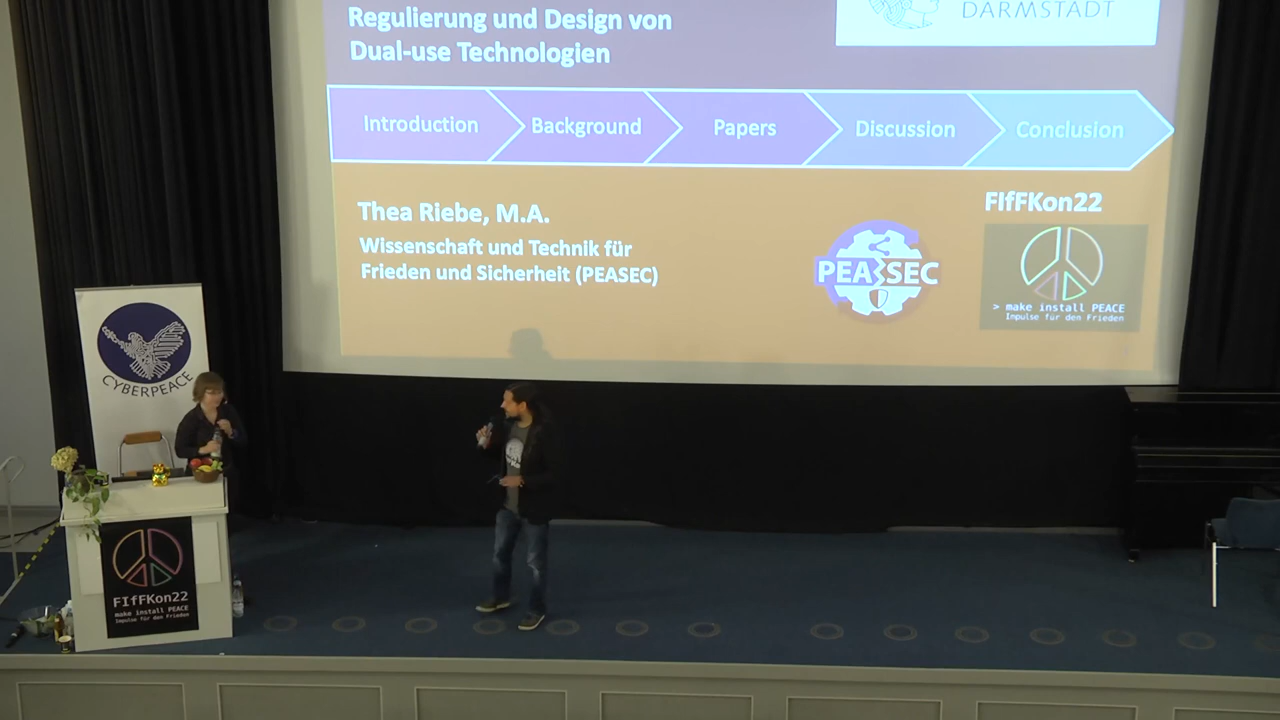 Regulierung und Design von
Dual-use Technologien
DARMSTADT
Introduction
Background
Papers
Discussion
Conclusion
Thea Riebe, M.A.
Wissenschaft und Technik für
Frieden und Sicherheit (PEASEC)
PEASEC
FIfFKon22
> make install PEACE
Impulse für den Frieden
CYBERPEACE
FIfFKon22
make install PEACE
Impulse für den Frieden